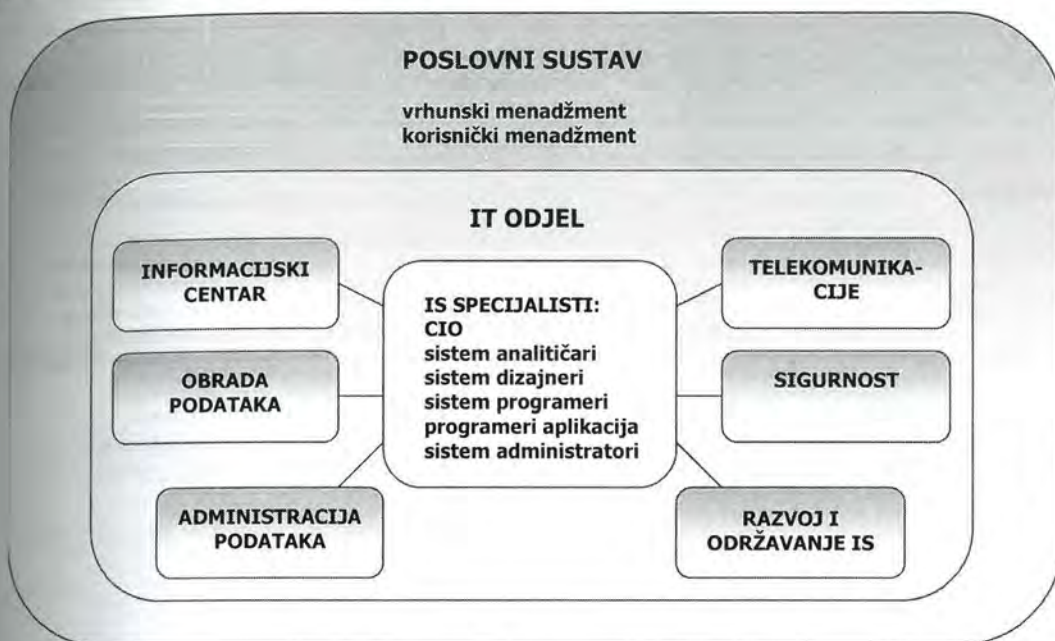 POSLOVNI SUSTAV
vrhunski menadžment
korisnički menadžment
IT ODJEL
INFORMACIJSKI
CENTAR
OBRADA
PODATAKA
ADMINISTRACIJA
PODATAKA
IS SPECIJALISTI:
CIO
sistem analitičari
sistem dizajneri
sistem programeri
programeri aplikacija
sistem administratori
TELEKOMUNIKA-
CIJE
SIGURNOST
RAZVOJ I
ODRŽAVANJE IS